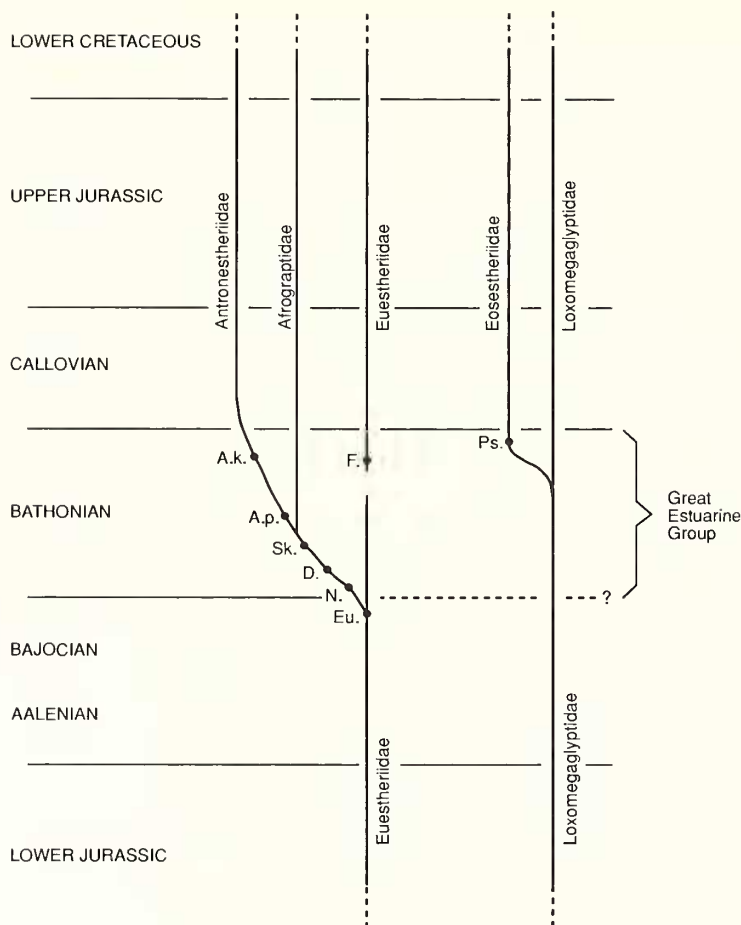 LOWER CRETACEOUS
UPPER JURASSIC
Antronestheriidae
Afrograptidae
Euestheriidae
Eosestheriidae
Loxomegaglyptidae
CALLOVIAN
Ps.
A.k.
F.
BATHONIAN
A.p.
Great
Estuarine
Group
Sk.
D.
N.
?
Eu.
BAJOCIAN
AALENIAN
Euestheriidae
Loxomegaglyptidae
LOWER JURASSIC